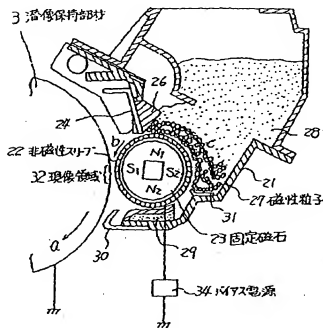 3 潜像保持部材
26
24
22 非磁性スリーブ
b
32 現像領域
N₁
S₁
S₂
N₂
c
28
21
27 磁性粒子
31
23 固定磁石
a
30
29
34 バイアス電源